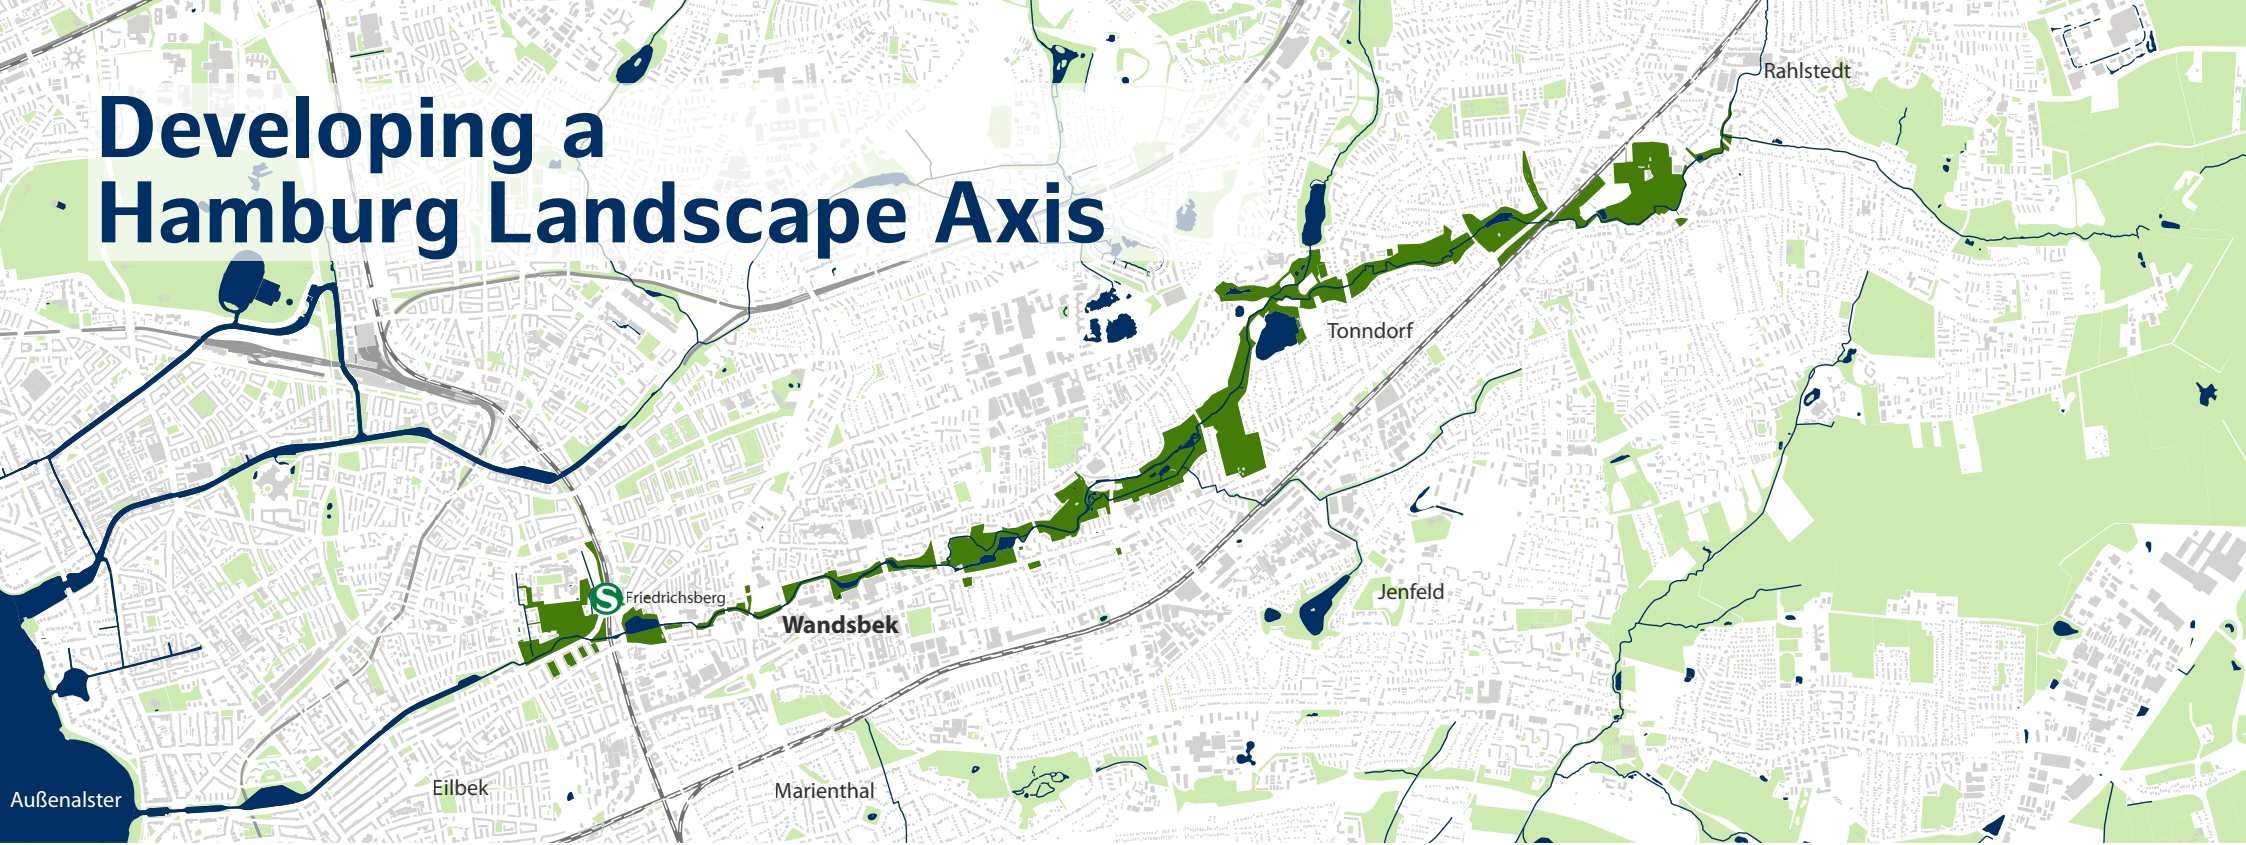 Developing a
Hamburg Landscape Axis
Rahlstedt
Tonndorf
Jenfeld
S
Friedrichsberg
Wandsbek
Eilbek
Marienthal
Außenalster